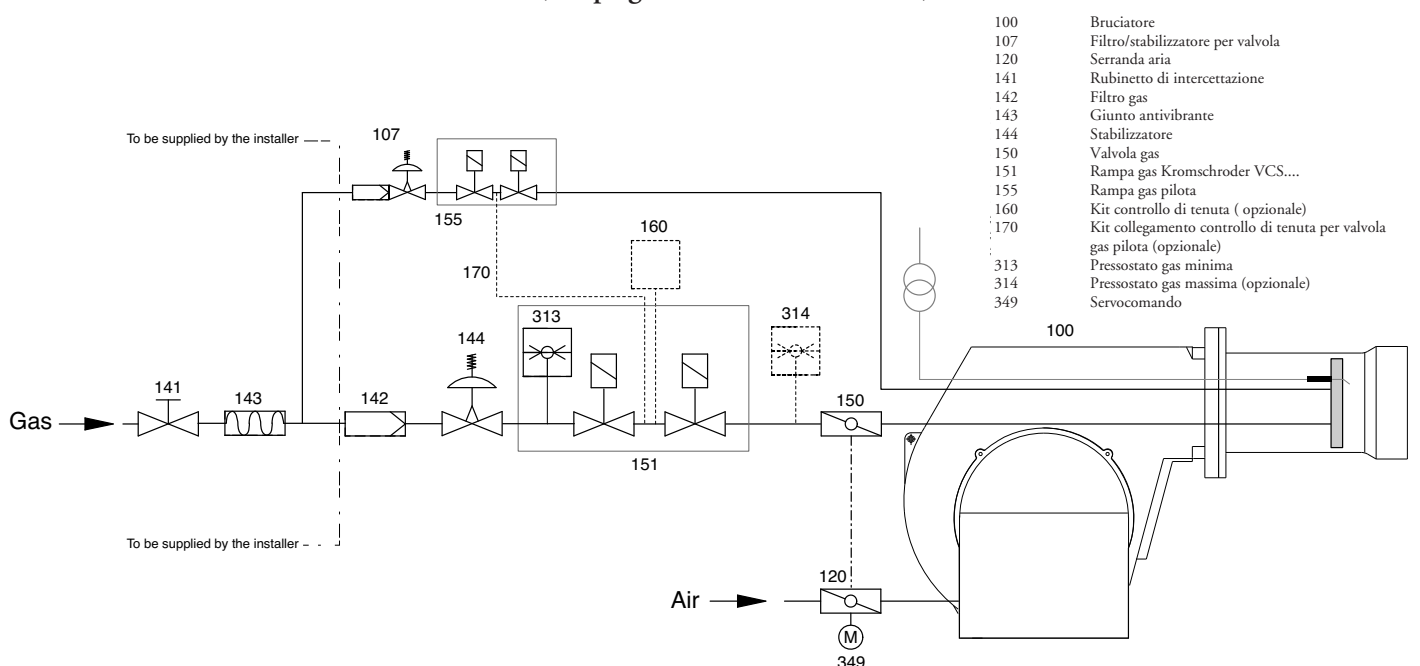 100 Bruciatore
107 Filtro/stabilizzatore per valvola
120 Serranda aria
141 Rubinetto di intercettazione
142 Filtro gas
143 Giunto antivibrante
144 Stabilizzatore
150 Valvola gas
151 Rampa gas Kromschroder VCS....
155 Rampa gas pilota
160 Kit controllo di tenuta ( opzionale)
170 Kit collegamento controllo di tenuta per valvola
gas pilota (opzionale)
313 Pressostato gas minima
314 Pressostato gas massima (opzionale)
349 Servocomando
To be supplied by the installer
107
155
160
170
313
314
100
144
141
143
142
150
Gas
151
To be supplied by the installer
120
Air
M
349